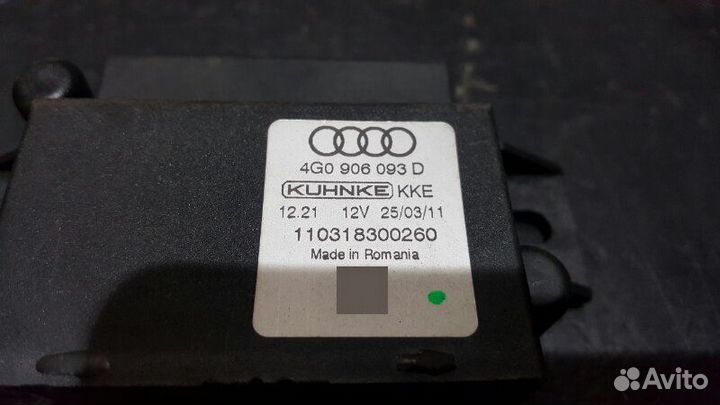 4G0 906 093 D
KUHNKE KKE
12.21 12V 25/03/11
110318300260
Made in Romania
Avito